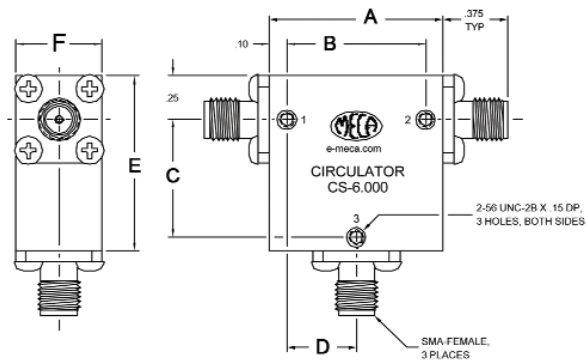 F
A
.375
TYP
.10
B
.25
C
E
1
2
MECA
e-meca.com
CIRCULATOR
CS-6.000
3
2-56 UNC-2B X .15 DP,
3 HOLES, BOTH SIDES
D
SMA-FEMALE,
3 PLACES